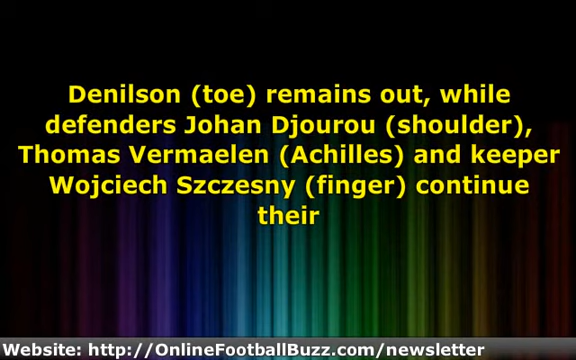 Denilson (toe) remains out, while
defenders Johan Djourou (shoulder),
Thomas Vermaelen (Achilles) and keeper
Wojciech Szczesny (finger) continue
their
Website: http://OnlineFootballBuzz.com/newsletter